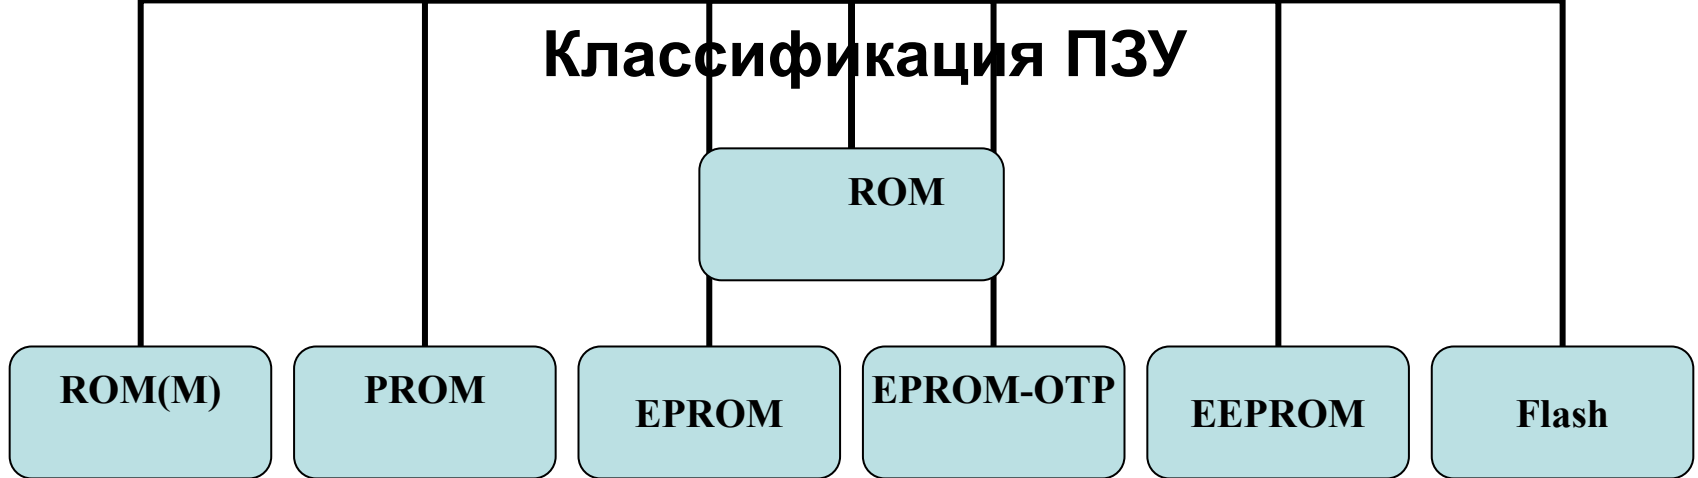 Классификация ПЗУ
ROM
ROM(M)
PROM
EPROM
EPROM-OTP
EEPROM
Flash